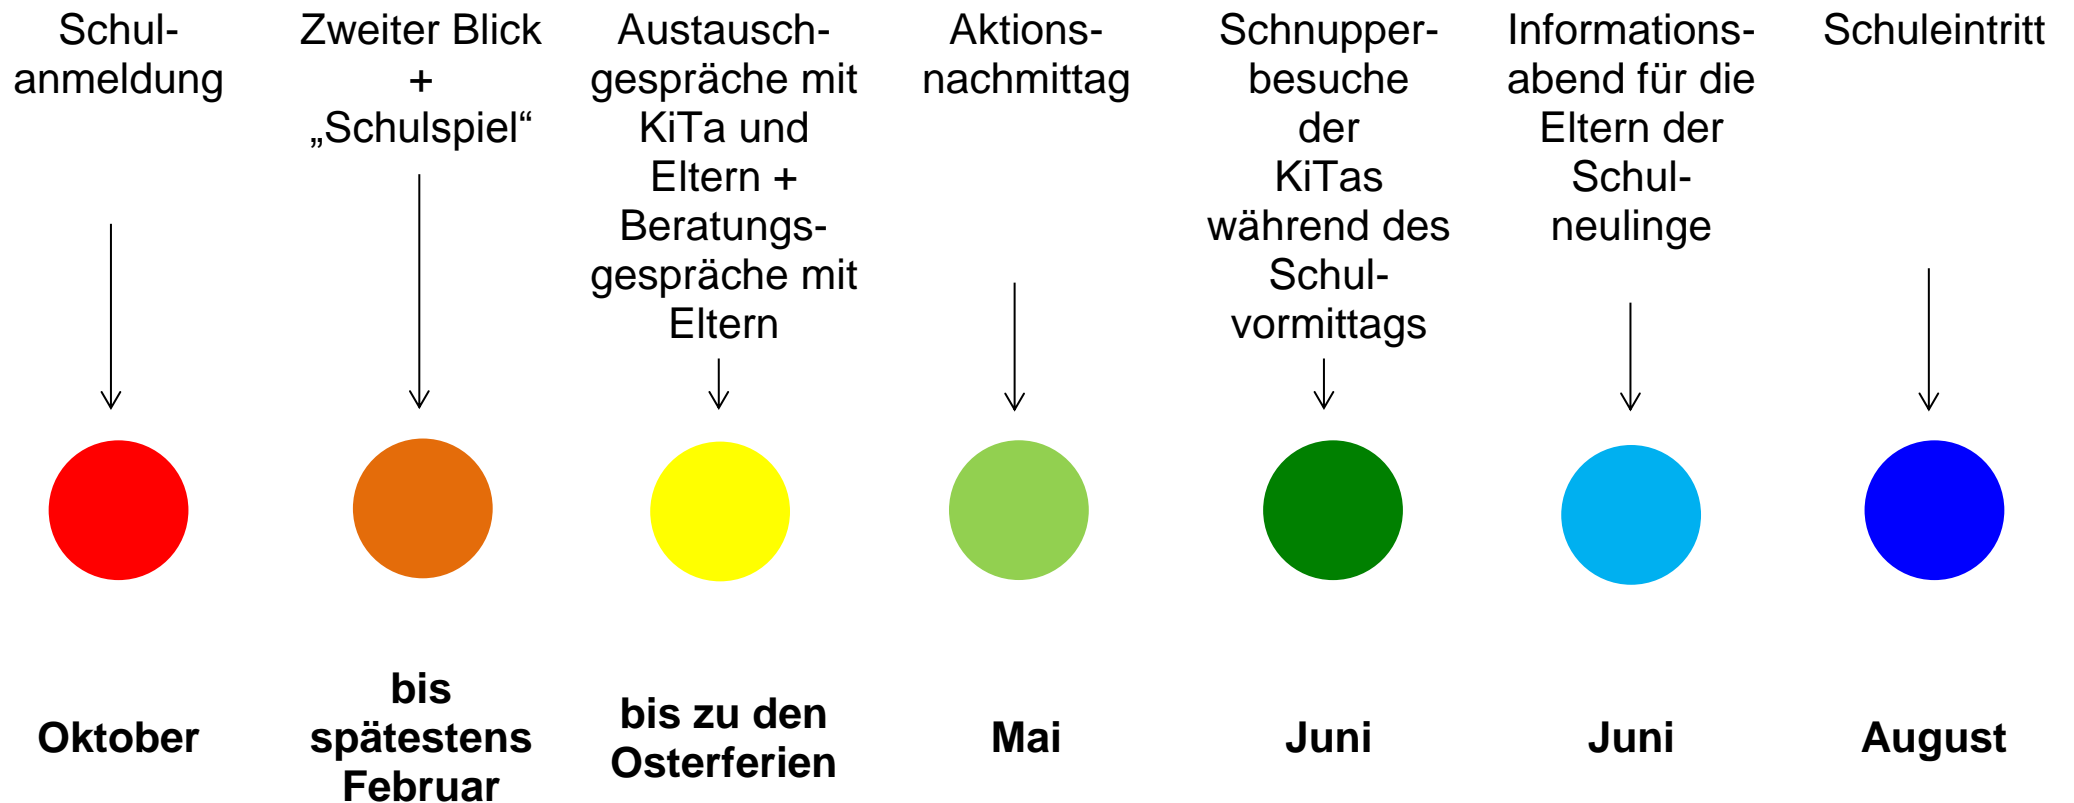 Schul-
anmeldung
Zweiter Blick
+
„Schulspiel“
Austausch-
gespräche mit
KiTa und
Eltern +
Beratungs-
gespräche mit
Eltern
Aktions-
nachmittag
Schnupper-
besuche
der
KiTas
während des
Schul-
vormittags
Informations-
abend für die
Eltern der
Schul-
neulinge
Schuleintritt
Oktober
bis
spätestens
Februar
bis zu den
Osterferien
Mai
Juni
Juni
August